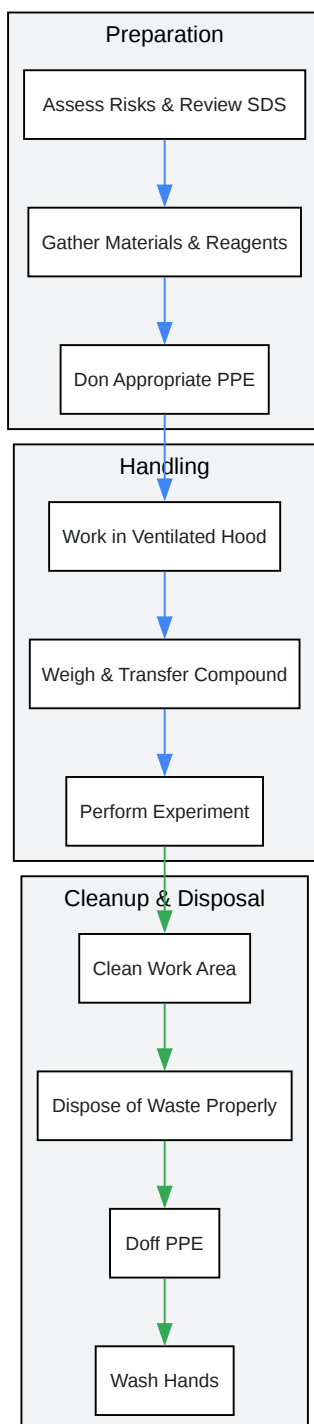 Preparation
Assess Risks & Review SDS
Gather Materials & Reagents
Don Appropriate PPE
Handling
Work in Ventilated Hood
Weigh & Transfer Compound
Perform Experiment
Cleanup & Disposal
Clean Work Area
Dispose of Waste Properly
Doff PPE
Wash Hands